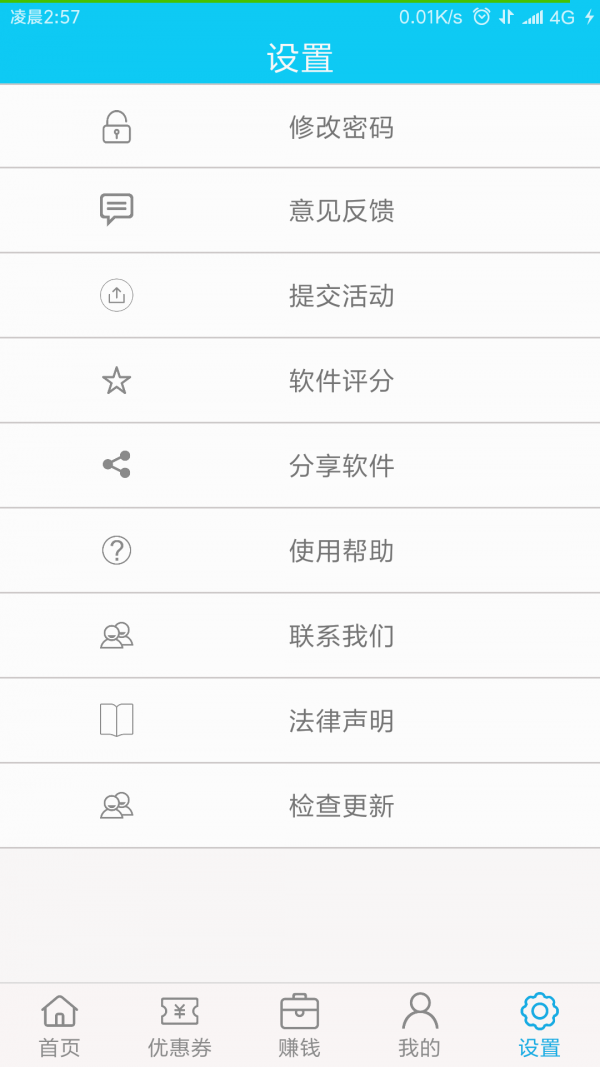 凌晨2:57 0.01K/s 4G
设置
修改密码
意见反馈
提交活动
软件评分
分享软件
使用帮助
联系我们
法律声明
检查更新
首页 优惠券 赚钱 我的 设置